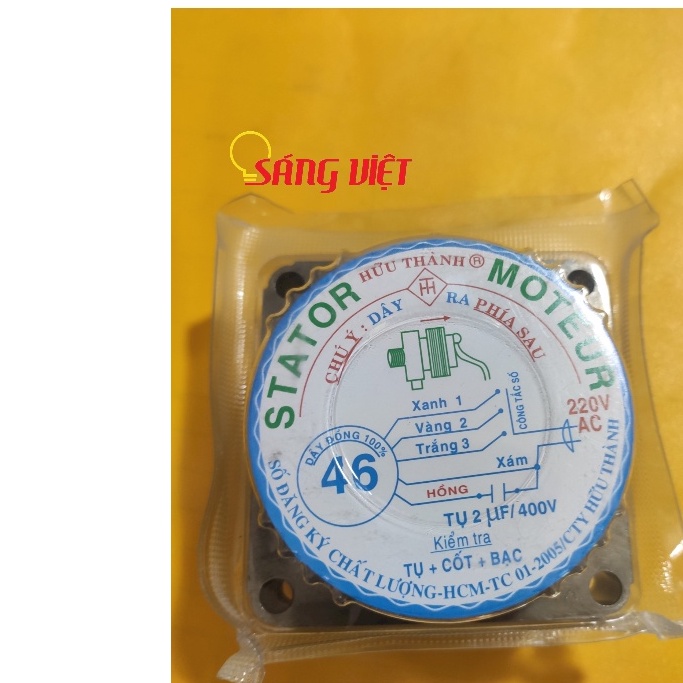 SÁNG VIỆT
HỮU THÀNH ®
STATOR MOTEUR
TH
CHÚ Ý : DÂY RA PHÍA SAU
220V
AC
CÔNG TẮC SỐ
Xanh 1
Vàng 2
Trắng 3
Xám
DÂY ĐỒNG 100%
46
HỒNG
TỤ 2 µF/400V
Kiểm tra
TỤ + CỐT + BẠC
SỐ ĐĂNG KÝ CHẤT LƯỢNG-HCM-TC 01-2005/CTY HỮU THÀNH